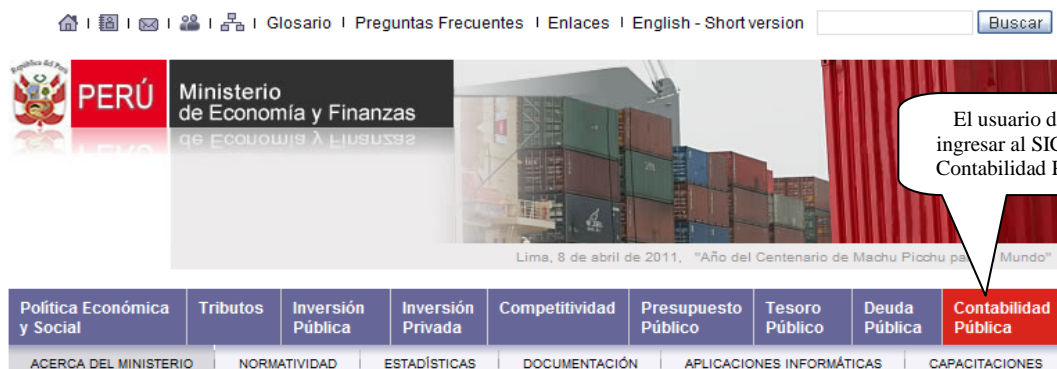 Glosario | Preguntas Frecuentes | Enlaces | English - Short version
Buscar
República del Perú
PERÚ
Ministerio
de Economía y Finanzas
El usuario d
ingresar al SIC
Contabilidad P
Lima, 8 de abril de 2011, "Año del Centenario de Machu Picchu pa Mundo"
Política Económica
y Social
Tributos
Inversión
Pública
Inversión
Privada
Competitividad
Presupuesto
Público
Tesoro
Público
Deuda
Pública
Contabilidad
Pública
ACERCA DEL MINISTERIO | NORMATIVIDAD | ESTADÍSTICAS | DOCUMENTACIÓN | APLICACIONES INFORMÁTICAS | CAPACITACIONES